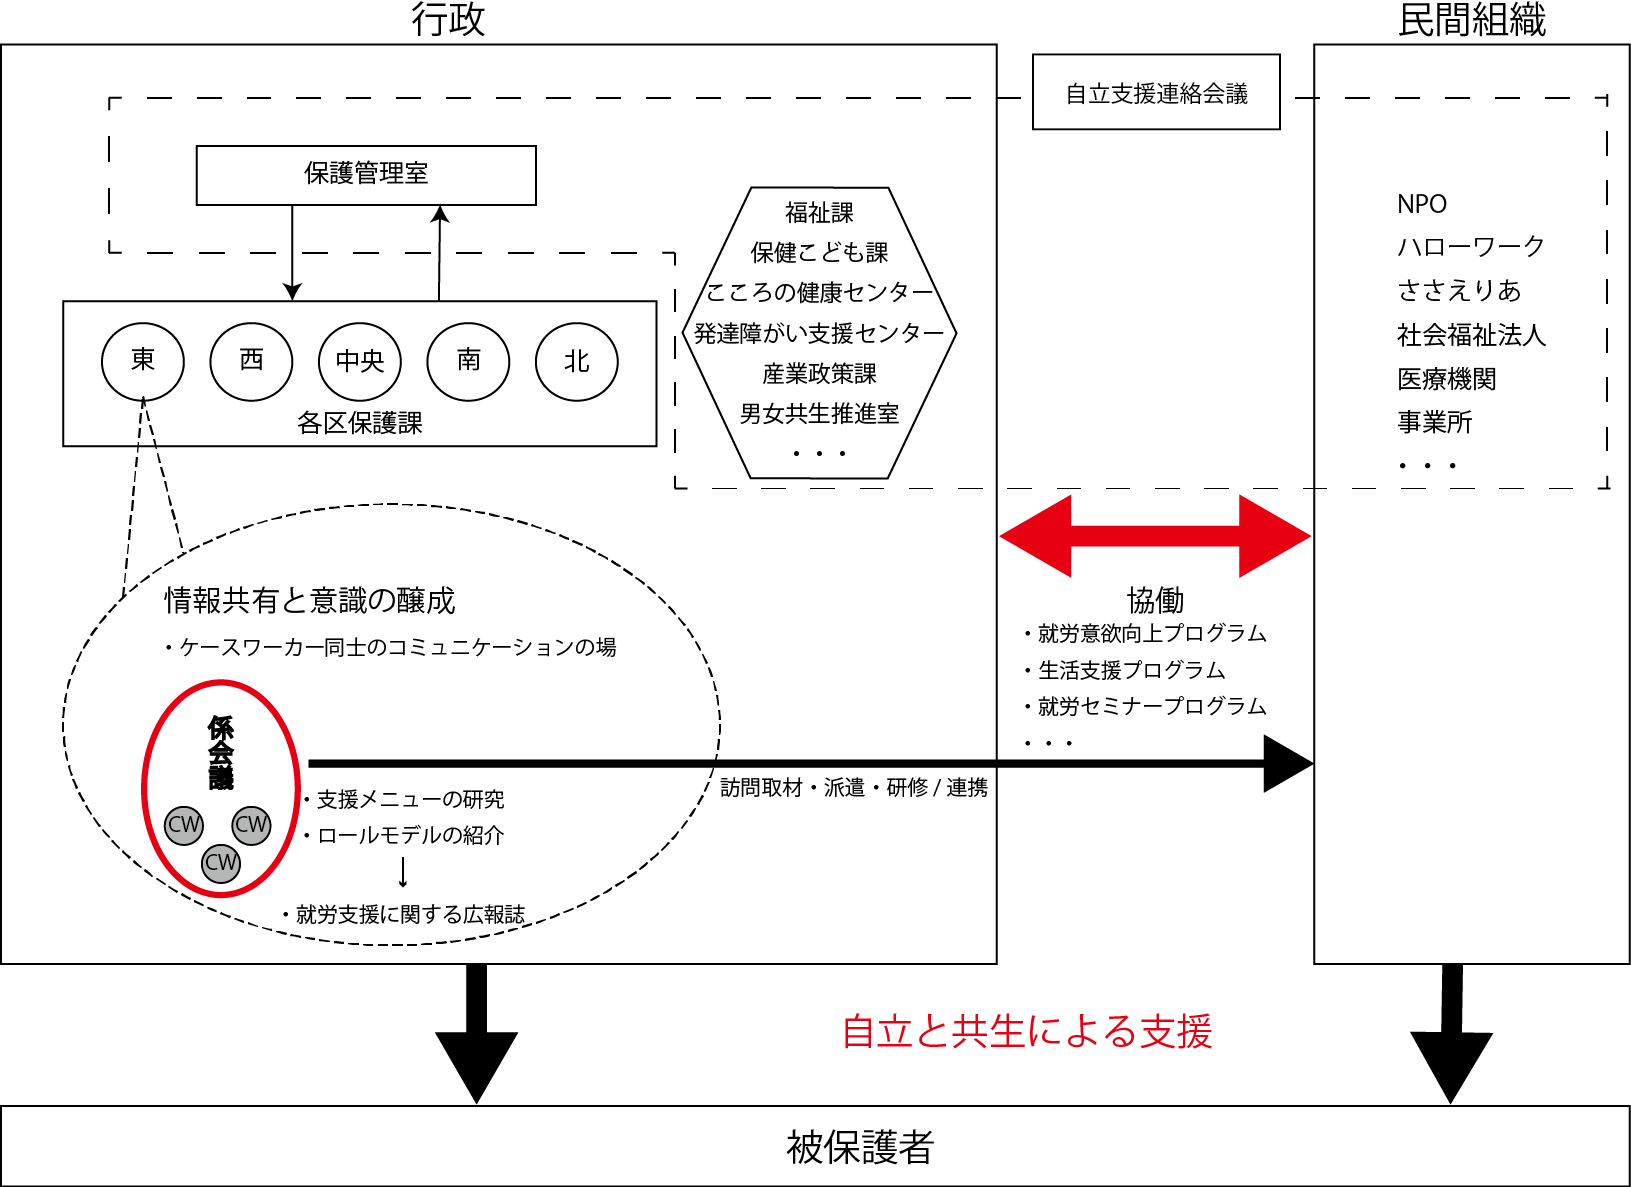 行政
民間組織
自立支援連絡会議
保護管理室
福祉課
保健こども課
こころの健康センター
発達障がい支援センター
産業政策課
男女共生推進室
・・・
NPO
ハローワーク
ささえりあ
社会福祉法人
医療機関
事業所
・・・
東
西
中央
南
北
各区保護課
情報共有と意識の醸成
・ケースワーカー同士のコミュニケーションの場
係会議
CW
CW
CW
・支援メニューの研究
・ロールモデルの紹介
↓
・就労支援に関する広報誌
協働
・就労意欲向上プログラム
・生活支援プログラム
・就労セミナープログラム
・・・
訪問取材・派遣・研修 / 連携
自立と共生による支援
被保護者